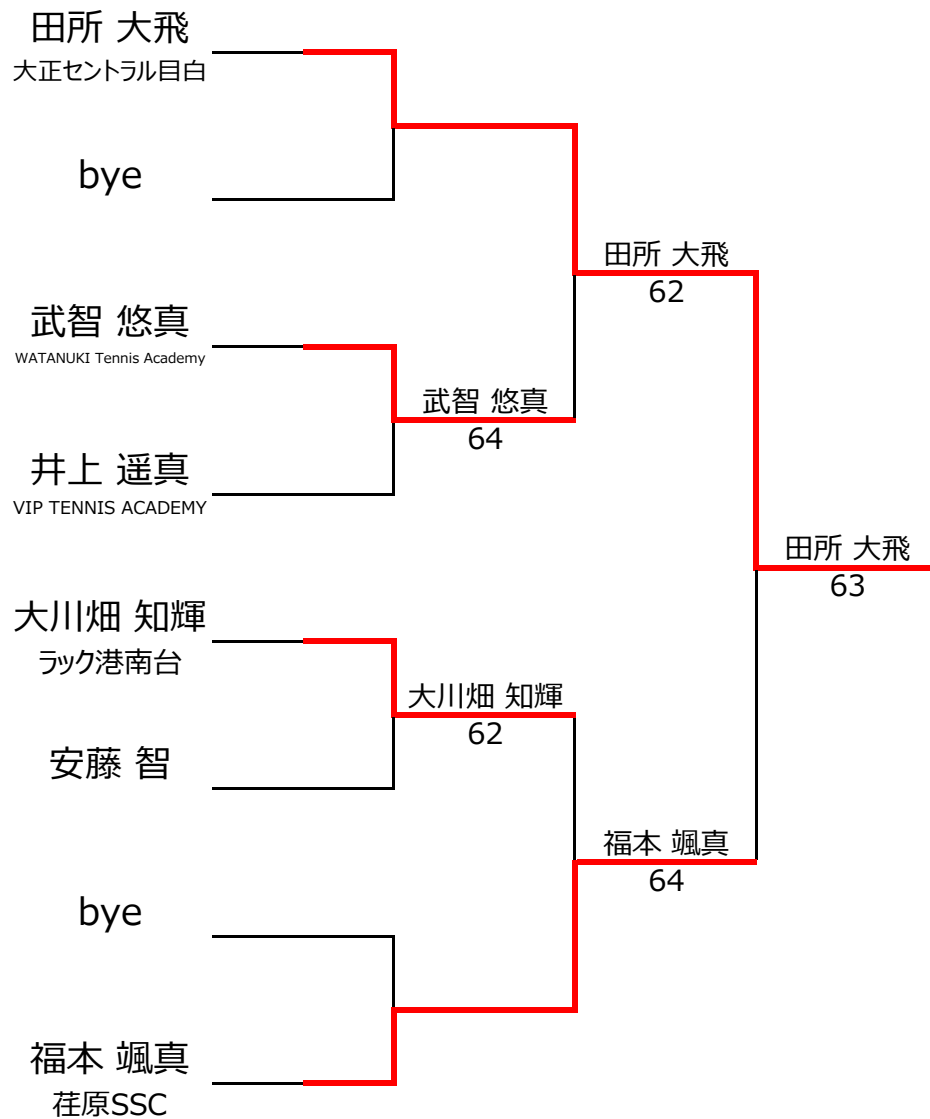 田所 大飛
大正セントラル目白
bye
田所 大飛
62
武智 悠真
WATANUKI Tennis Academy
武智 悠真
64
井上 遥真
VIP TENNIS ACADEMY
田所 大飛
63
大川畑 知輝
ラック港南台
大川畑 知輝
62
安藤 智
福本 颯真
64
bye
福本 颯真
荏原SSC